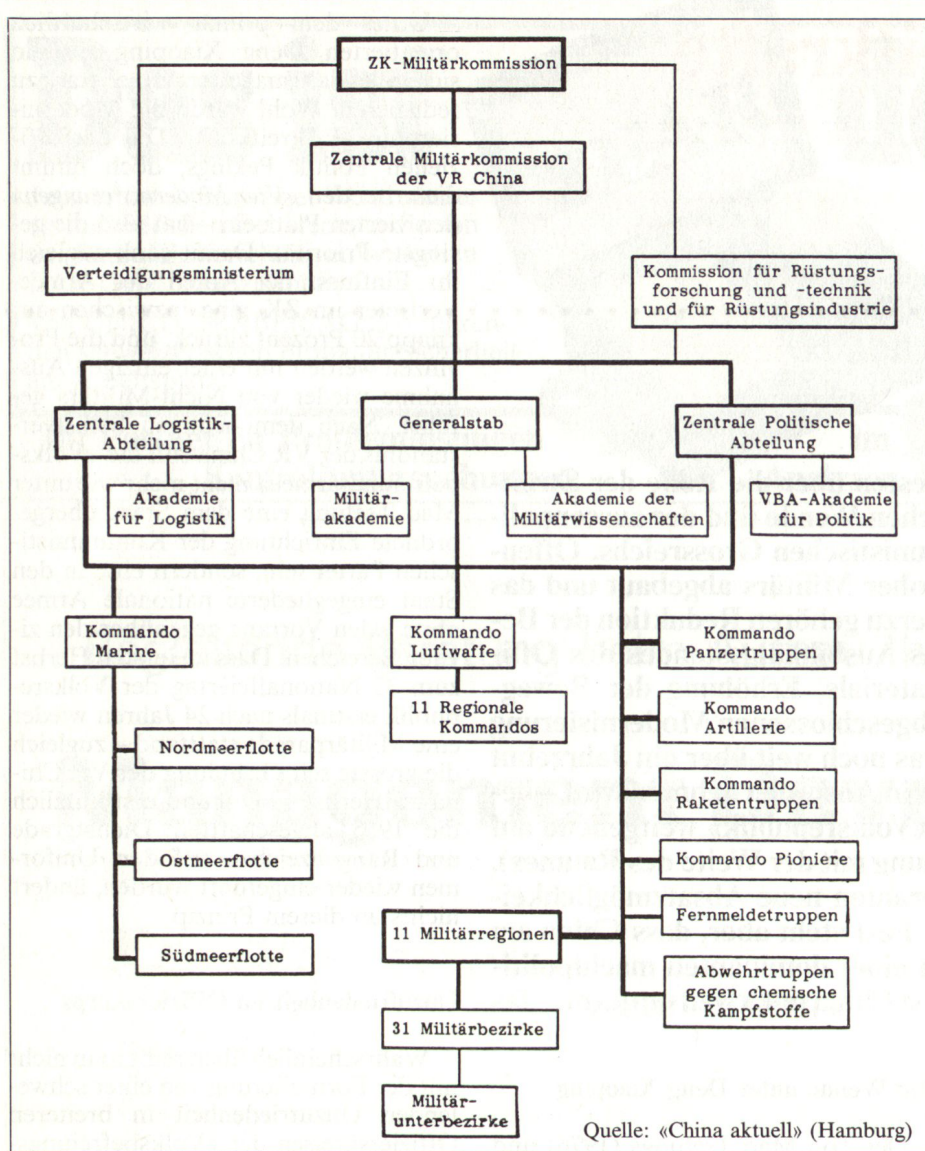 ZK-Militärkommission
Zentrale Militärkommission
der VR China
Verteidigungsministerium
Kommission für Rüstungs-
forschung und -technik
und für Rüstungsindustrie
Zentrale Logistik-
Abteilung
Generalstab
Zentrale Politische
Abteilung
Akademie
für Logistik
Militär-
akademie
Akademie der
Militärwissenschaften
VBA-Akademie
für Politik
Kommando
Marine
Kommando
Luftwaffe
Kommando
Panzertruppen
11 Regionale
Kommandos
Kommando
Artillerie
Nordmeerflotte
Kommando
Raketentruppen
Ostmeerflotte
Kommando Pioniere
11 Militärregionen
Fernmeldetruppen
Südmeerflotte
Abwehrtruppen
gegen chemische
Kampfstoffe
31 Militärbezirke
Militär-
unterbezirke
Quelle: «China aktuell» (Hamburg)